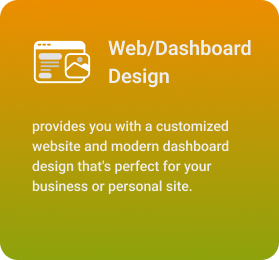 Web/Dashboard
Design
provides you with a customized
website and modern dashboard
design that's perfect for your
business or personal site.